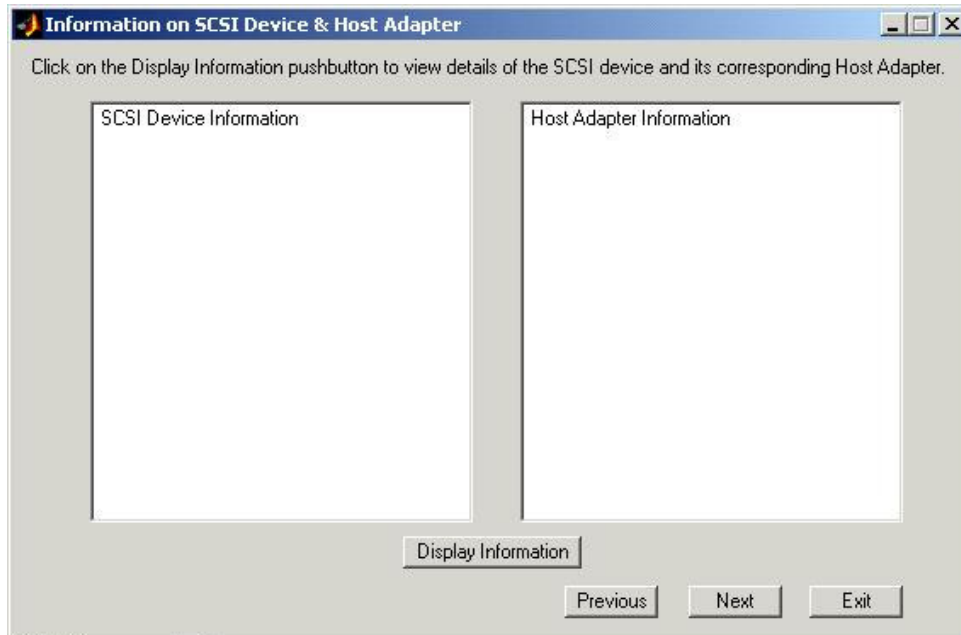 Information on SCSI Device & Host Adapter
Click on the Display Information pushbutton to view details of the SCSI device and its corresponding Host Adapter.
SCSI Device Information
Host Adapter Information
Display Information
Previous
Next
Exit